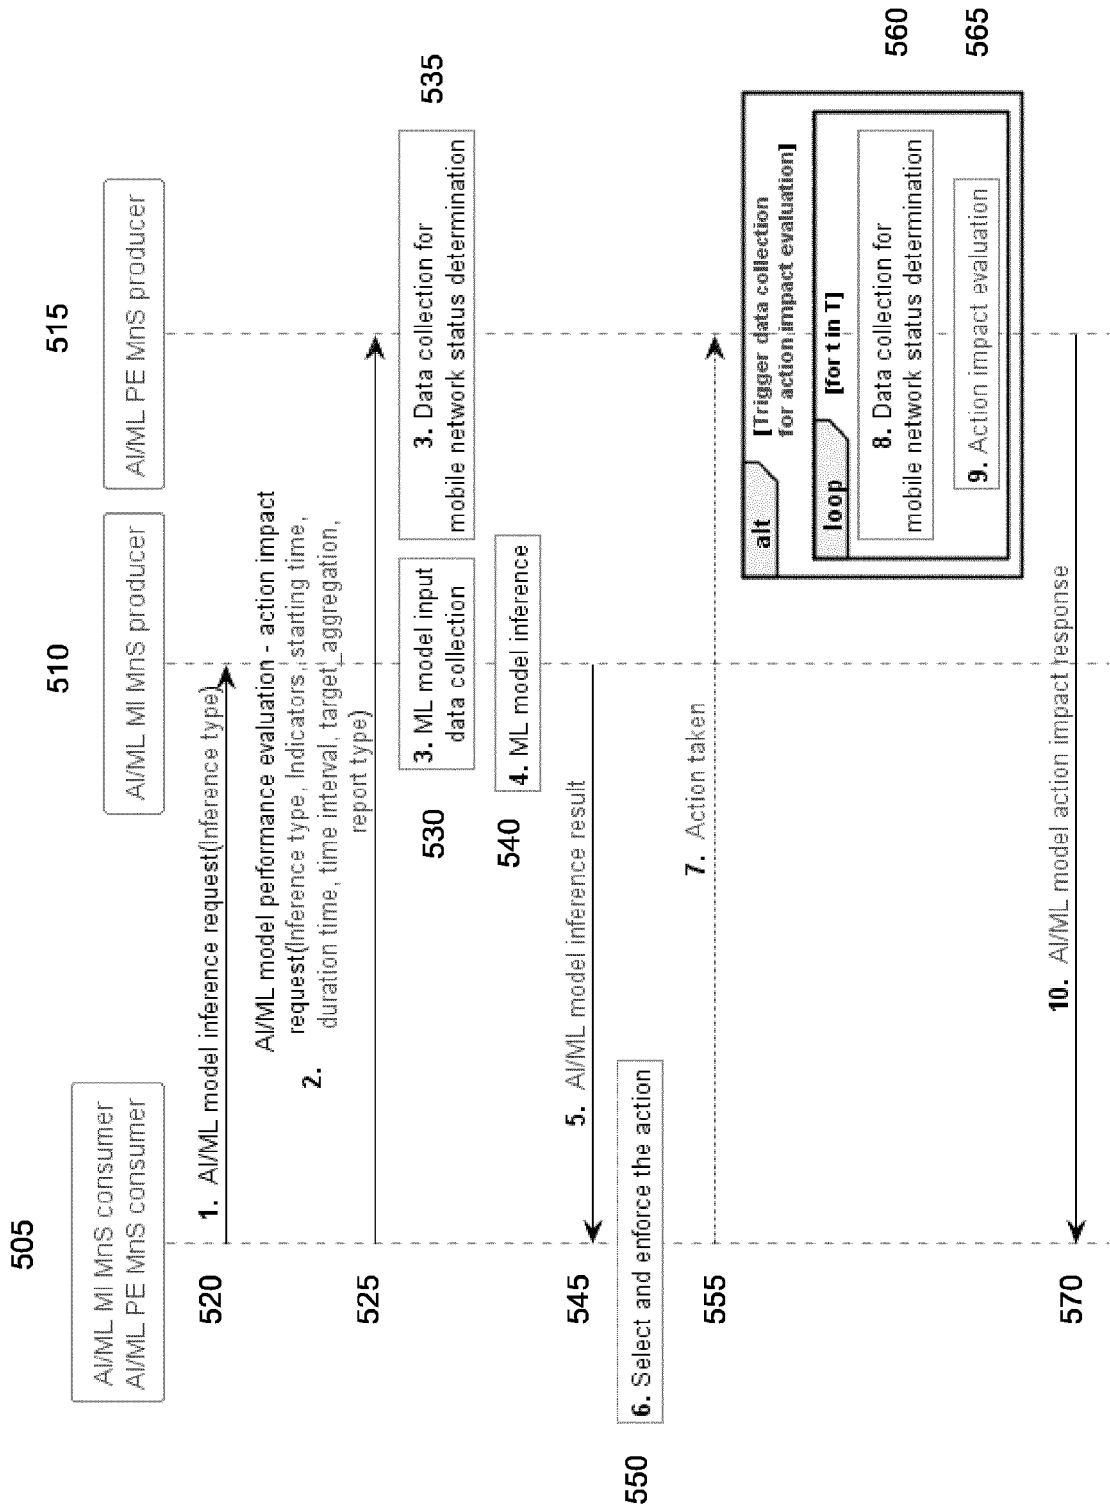 505
510
515
AI/ML MI MnS consumer
AI/ML PE MnS consumer
AI/ML MI MnS producer
AI/ML PE MnS producer
520
1. AI/ML model inference request(Inference type)
525
2.
AI/ML model performance evaluation - action impact
request(Inference type, Indicators, starting time,
duration time, time interval, target_aggregation,
report type)
530
3. ML model input
data collection
3. Data collection for
mobile network status determination
535
540
4. ML model inference
545
5. AI/ML model inference result
550
6. Select and enforce the action
555
7. Action taken
alt
[Trigger data collection
for action impact evaluation]
loop
[for t in T]
8. Data collection for
mobile network status determination
560
9. Action impact evaluation
565
570
10. AI/ML model action impact response